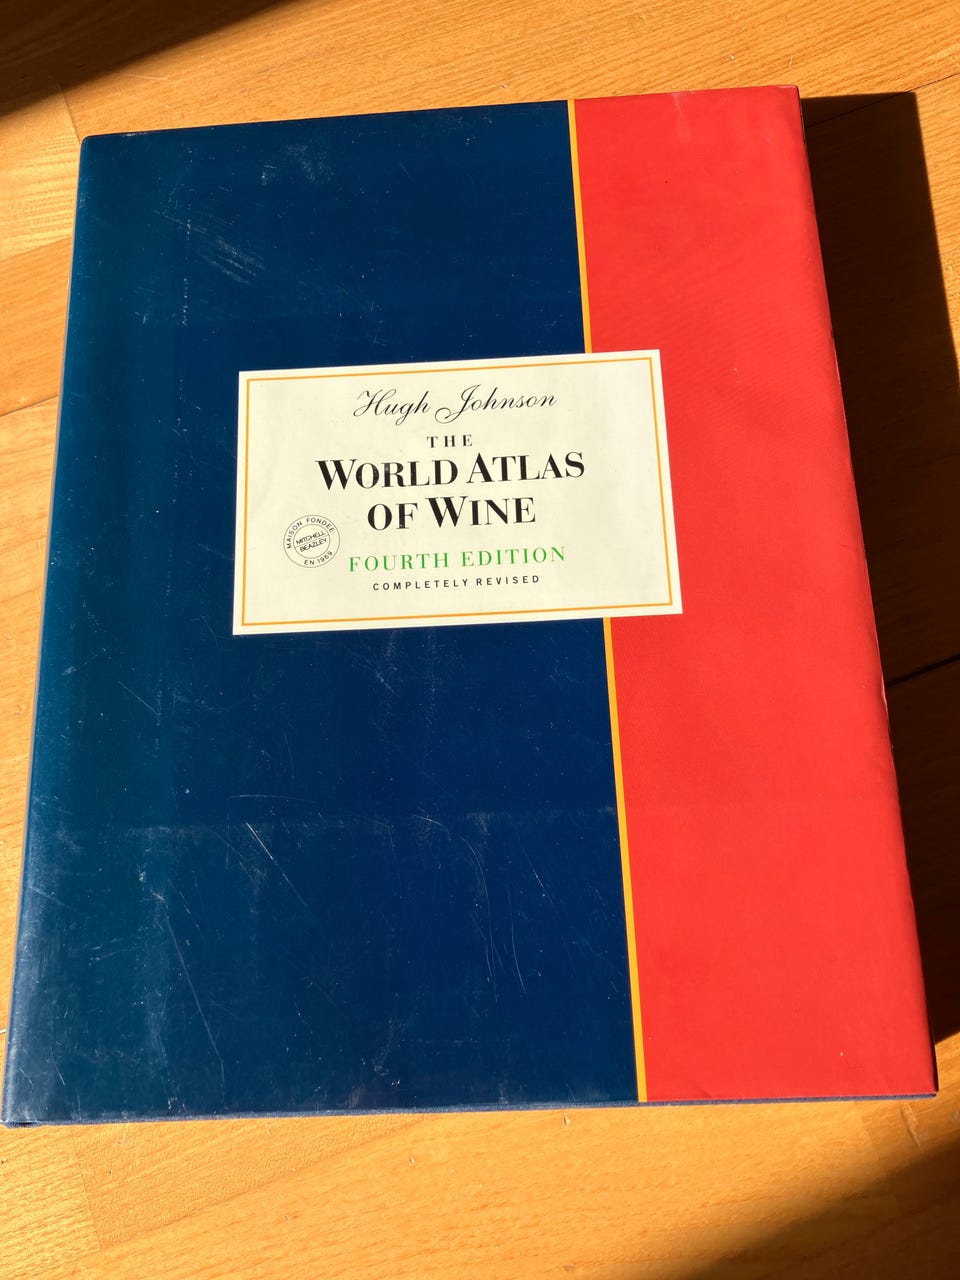 Hugh Johnson
THE
WORLD ATLAS
OF WINE
MAISON FONDEE
MITCHELL
BEAZLEY
EN 1969
FOURTH EDITION
COMPLETELY REVISED